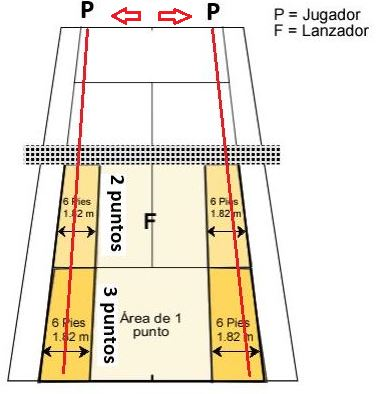 P
P
P = Jugador
F = Lanzador
6 Pies
1.82 m
2 puntos
F
6 Pies
1.82 m
6 Pies
1.82 m
3 puntos
Área de 1
punto
6 Pies
1.82 m